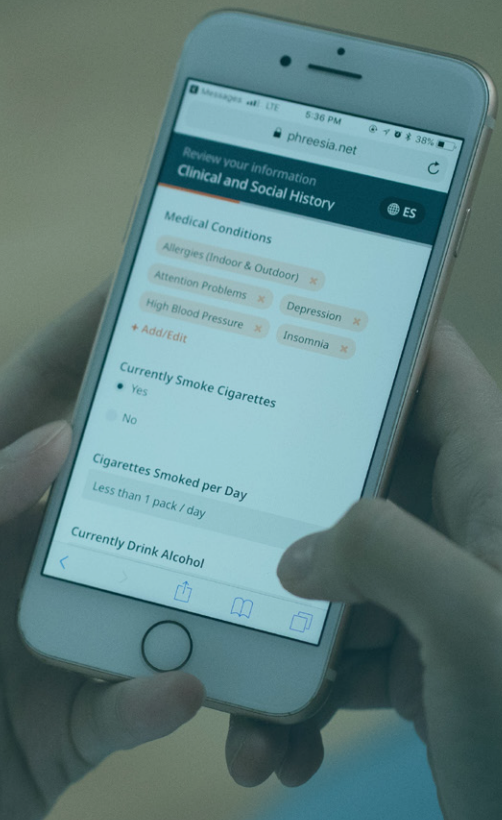 Messages LTE 5:36 PM 38%
phreesia.net
Review your information
Clinical and Social History
ES
Medical Conditions
Allergies (Indoor & Outdoor) ×
Attention Problems × Depression ×
High Blood Pressure × Insomnia ×
+ Add/Edit
Currently Smoke Cigarettes
Yes
No
Cigarettes Smoked per Day
Less than 1 pack / day
Currently Drink Alcohol